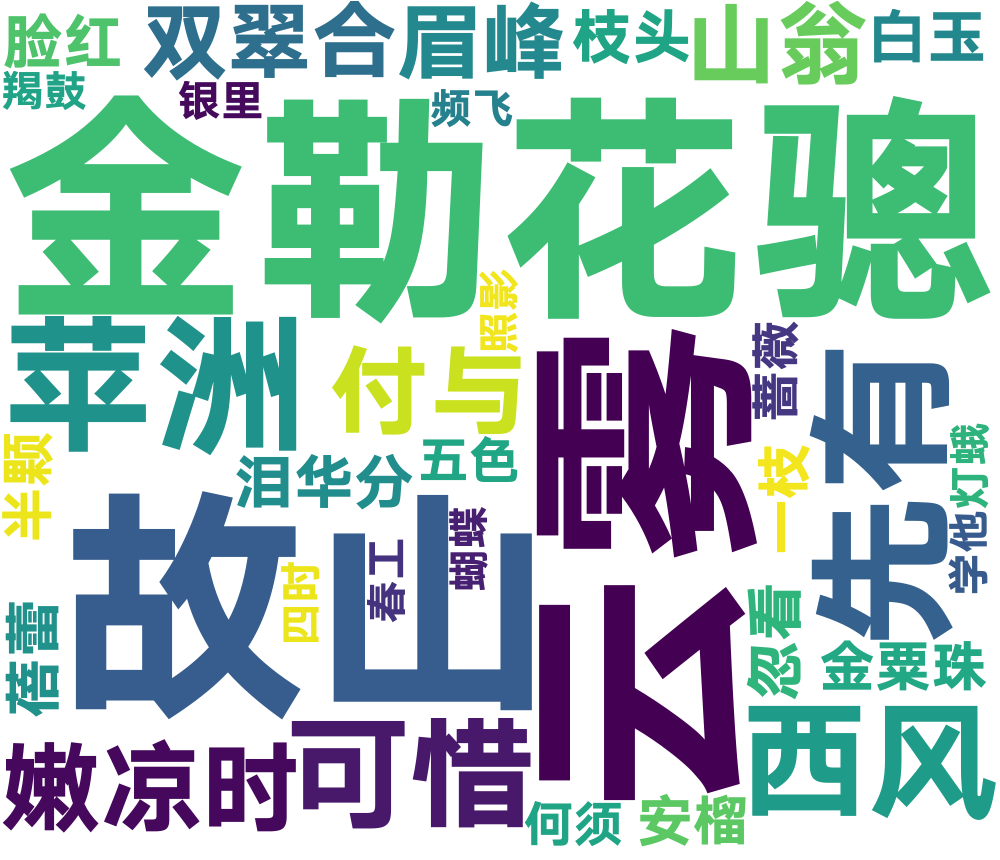 脸红
双翠合眉峰
枝头
山翁
白玉
羯鼓
银里
频飞
金勒花骢
照影
苹洲
付与
云雾
蔷薇
先有
半颗
泪华分
五色
一枝
灯蛾
故山
四时
春工
蝴蝶
学他
蓓蕾
忽看
金粟珠
嫩凉时
可惜
西风
何须
安榴